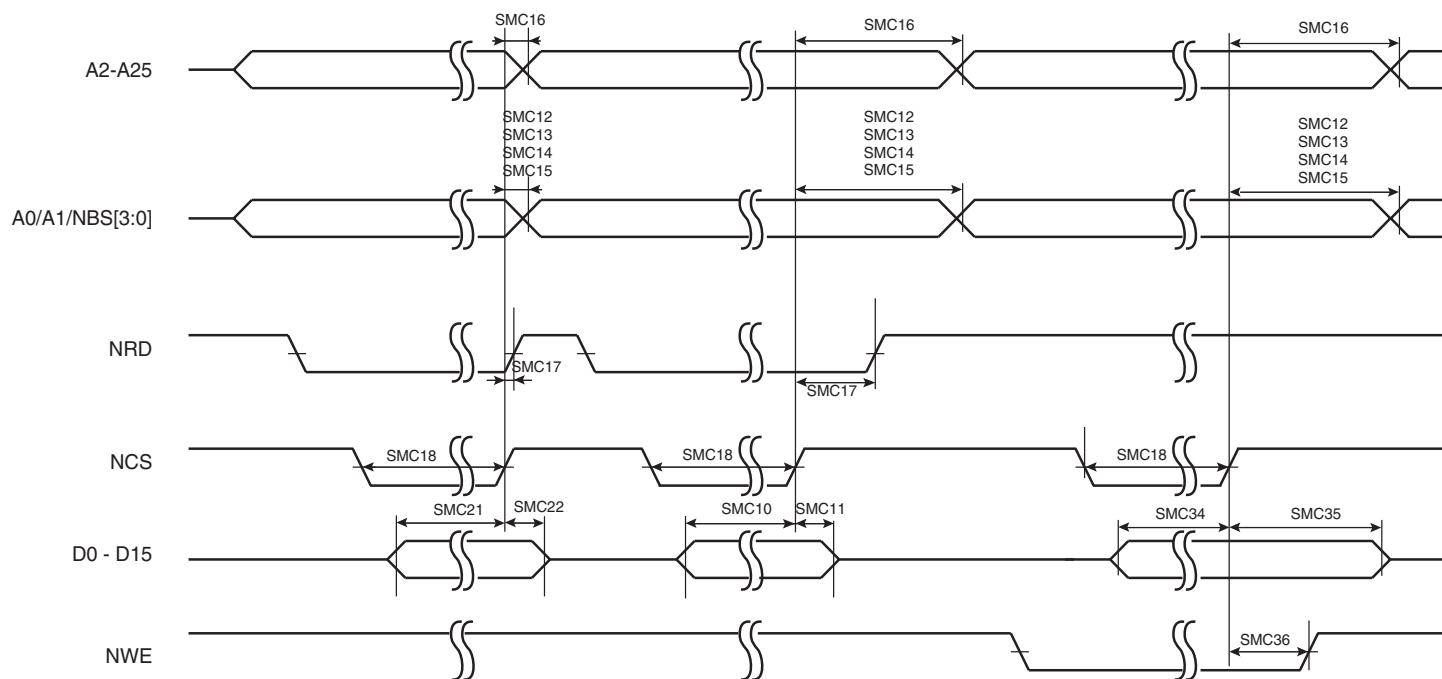 SMC16
SMC16
SMC16
A2-A25
SMC12
SMC13
SMC14
SMC15
SMC12
SMC13
SMC14
SMC15
SMC12
SMC13
SMC14
SMC15
A0/A1/NBS[3:0]
NRD
SMC17
SMC17
NCS
SMC18
SMC18
SMC18
SMC21
SMC22
SMC10
SMC11
SMC34
SMC35
D0 - D15
NWE
SMC36